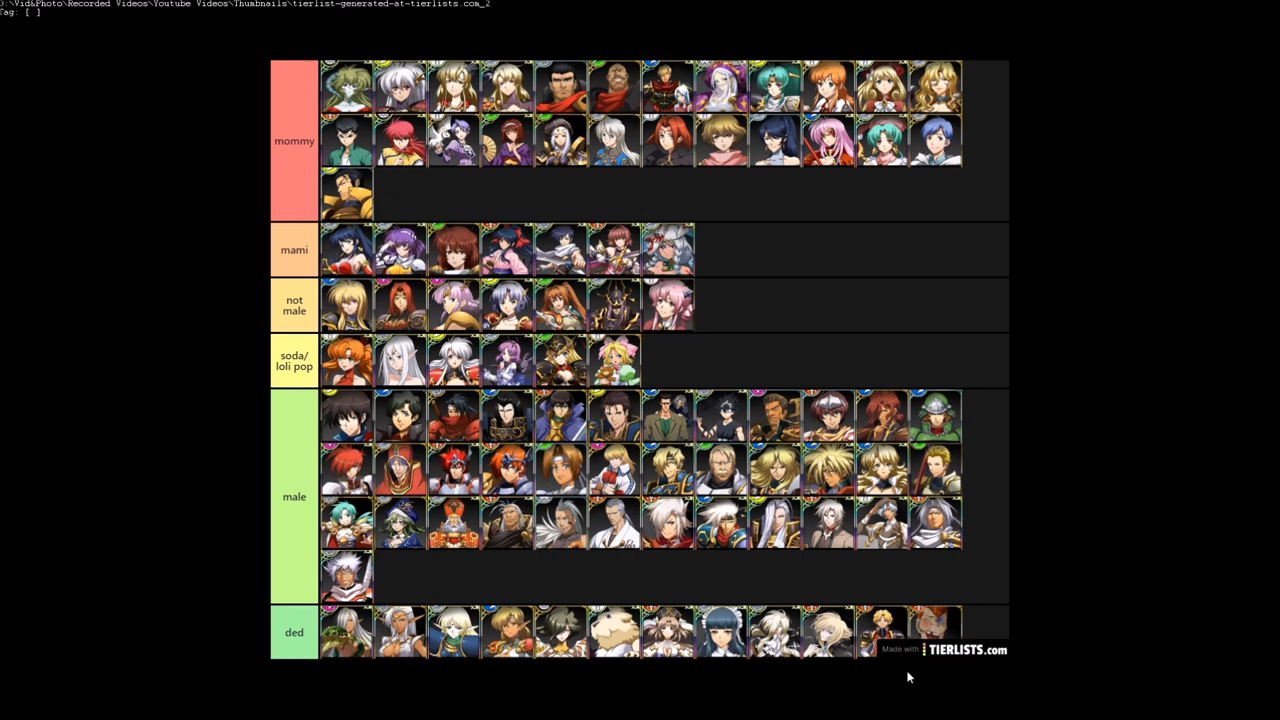 D:\Vid&Photo\Recorded Videos\Youtube Videos\Thumbnails\tierlist-generated-at-tierlists.com_2
Tag: [ ]
mommy
mami
not
male
soda/
loli pop
male
ded
Made with TIERLISTS.com